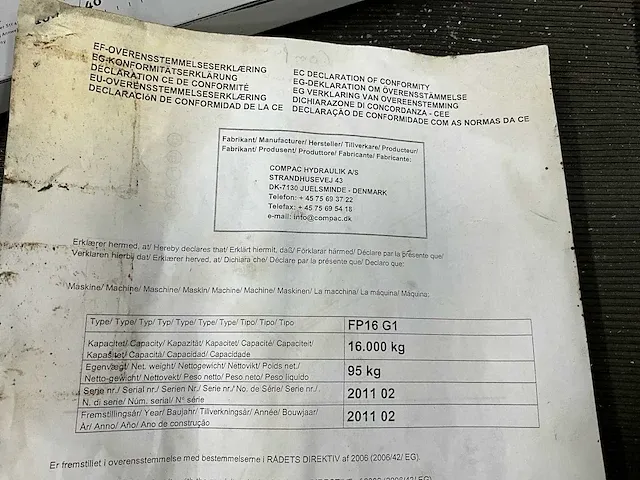 40
EF-OVERENSSTEMMELSESERKLÆRING
EG-KONFORMITÄTSERKLÄRUNG
DECLARATION CE DE CONFORMITÉ
EU-OVERENSSTEMMELSESERKLÆRING
DECLARACIÓN DE CONFORMIDAD DE LA CE
EC DECLARATION OF CONFORMITY
EG-DEKLARATION OM ÖVERENSSTÄMMELSE
EG VERKLARING VAN OVEREENSTEMMING
DICHIARAZONE DI CONCORDANZA - CEE
DECLARAÇÃO DE CONFORMIDADE COM AS NORMAS DA CE
Fabrikant/ Manufacturer/ Hersteller/ Tillverkare/ Producteur/
Fabrikant/ Produsent/ Produttore/ Fabricante/ Fabricante:
COMPAC HYDRAULIK A/S
STRANDHUSEVEJ 43
DK-7130 JUELSMINDE - DENMARK
Telefon: + 45 75 69 37 22
Telefax: + 45 75 69 54 18
e-mail: info@compac.dk
Erklærer hermed, at/ Hereby declares that/ Erklärt hiermit, daß/ Förklarar härmed/ Déclare par la présente que/
Verklaren hierbij dat/ Erklærer herved, at/ Dichiara che/ Déclare par la présente que/ Declaro que:
Maskine/ Machine/ Maschine/ Maskin/ Machine/ Machine/ Maskinen/ La macchina/ La máquina/ Máquina:
Type/ Type/ Typ/ Typ/ Type/ Type/ Type/ Tipo/ Tipo/ Tipo
FP16 G1
Kapacitet/ Capacity/ Kapazität/ Kapacitet/ Capacité/ Capaciteit/
Kapasitet/ Capacitá/ Capacidad/ Capacidade
16.000 kg
Egenvægt/ Net. weight/ Nettogewicht/ Nettovikt/ Poids net./
Netto-gewicht/ Nettovekt/ Peso netto/ Peso neto/ Peso líquido
95 kg
Serie nr./ Serial nr./ Serien Nr./ Serie nr./ No. de Série/ Serie nr./
N. di serie/ Núm. serial/ N° série
2011 02
Fremstillingsår/ Year/ Baujahr/ Tillverkningsår/ Année/ Bouwjaar/
År/ Anno/ Año/ Ano de construção
2011 02
Er fremstillet i overensstemmelse med bestemmelserne i RÅDETS DIREKTIV af 2006 (2006/42/ EG).